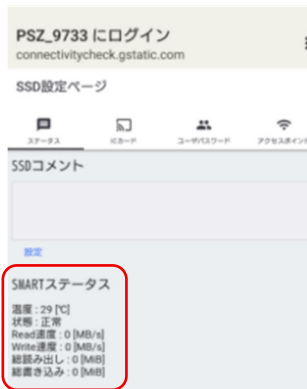 PSZ_9733 にログイン
connectivitycheck.gstatic.com
SSD設定ページ
ステータス
ICカード
ユーザパスワード
アクセスポイント
SSDコメント
設定
SMARTステータス
温度 : 29 [℃]
状態 : 正常
Read速度 : 0 [MB/s]
Write速度 : 0 [MB/s]
総読み出し : 0 [MiB]
総書き込み : 0 [MiB]